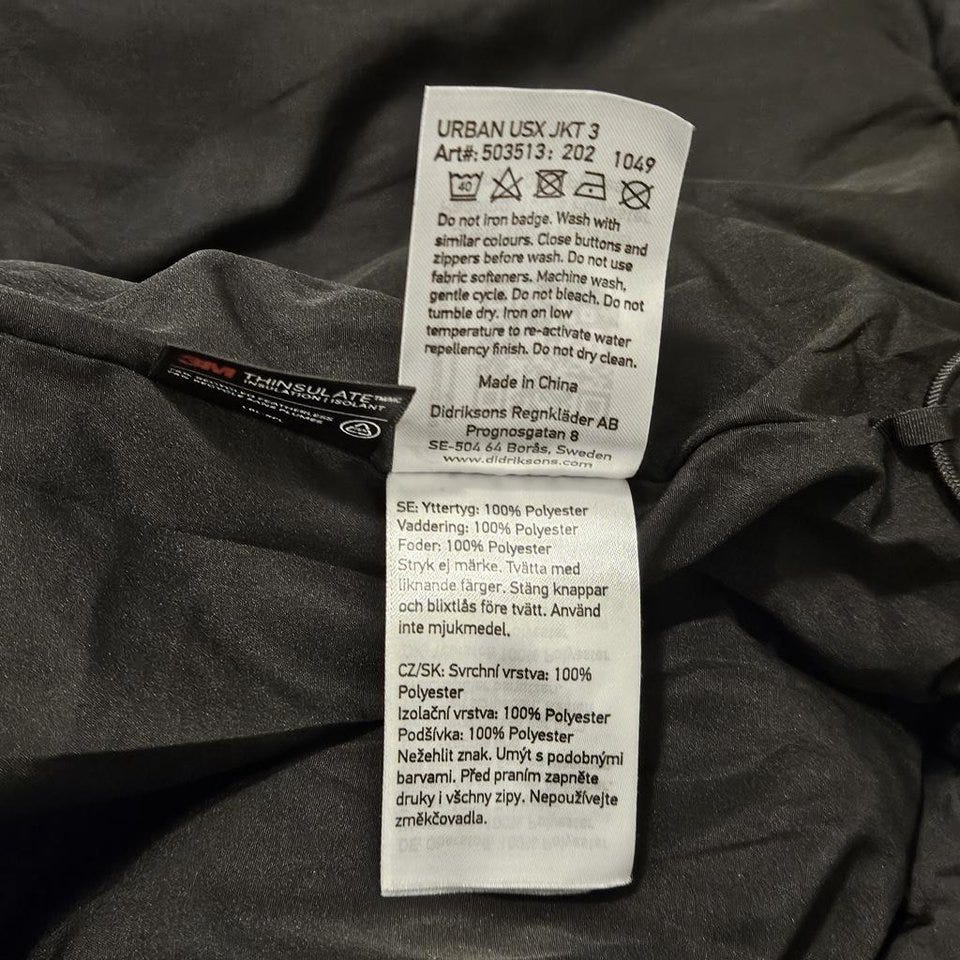 URBAN USX JKT 3
Art#: 503513: 202 1049
40
Do not iron badge. Wash with
similar colours. Close buttons and
zippers before wash. Do not use
fabric softeners. Machine wash,
gentle cycle. Do not bleach. Do not
tumble dry. Iron on low
temperature to re-activate water
repellency finish. Do not dry clean.
Made in China
Didriksons Regnkläder AB
Prognosgatan 8
SE-504 64 Borås, Sweden
www.didriksons.com
3M THINSULATE
INSULATION | ISOLANT
RECYCLED FEATHERLESS
SE: Yttertyg: 100% Polyester
Vaddering: 100% Polyester
Foder: 100% Polyester
Stryk ej märke. Tvätta med
liknande färger. Stäng knappar
och blixtlås före tvätt. Använd
inte mjukmedel.
CZ/SK: Svrchní vrstva: 100%
Polyester
Izolační vrstva: 100% Polyester
Podšívka: 100% Polyester
Nežehlit znak. Umýt s podobnými
barvami. Před praním zapněte
druky i všchny zipy. Nepoužívejte
změkčovadla.